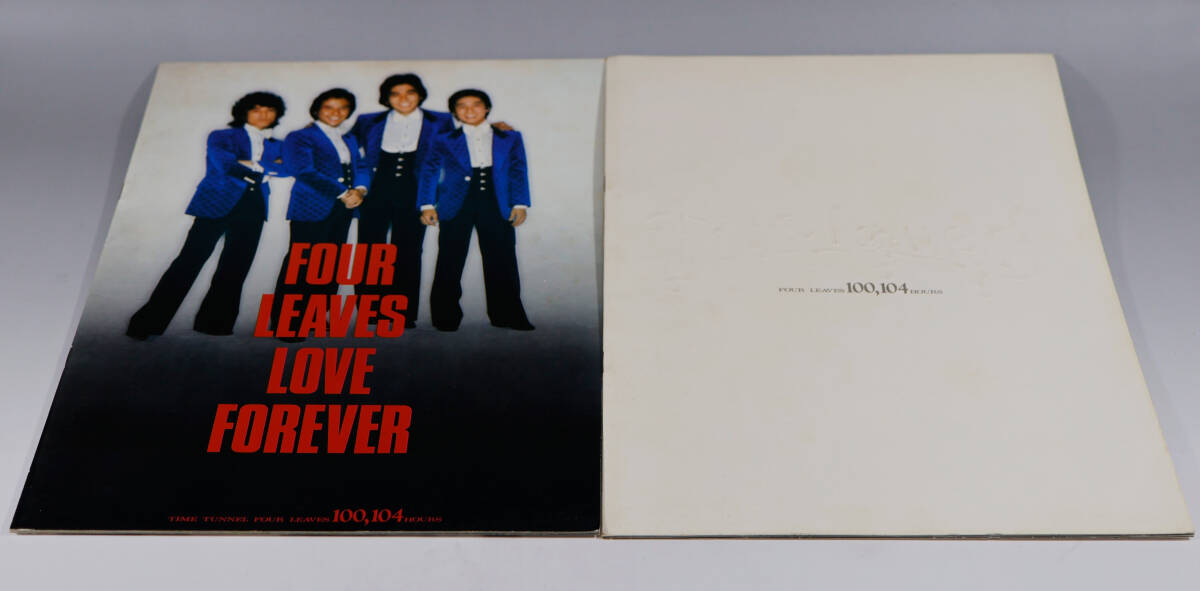 FOUR
LEAVES
LOVE
FOREVER
TIME TUNNEL FOUR LEAVES 100,104 HOURS
FOUR LEAVES 100,104 HOURS